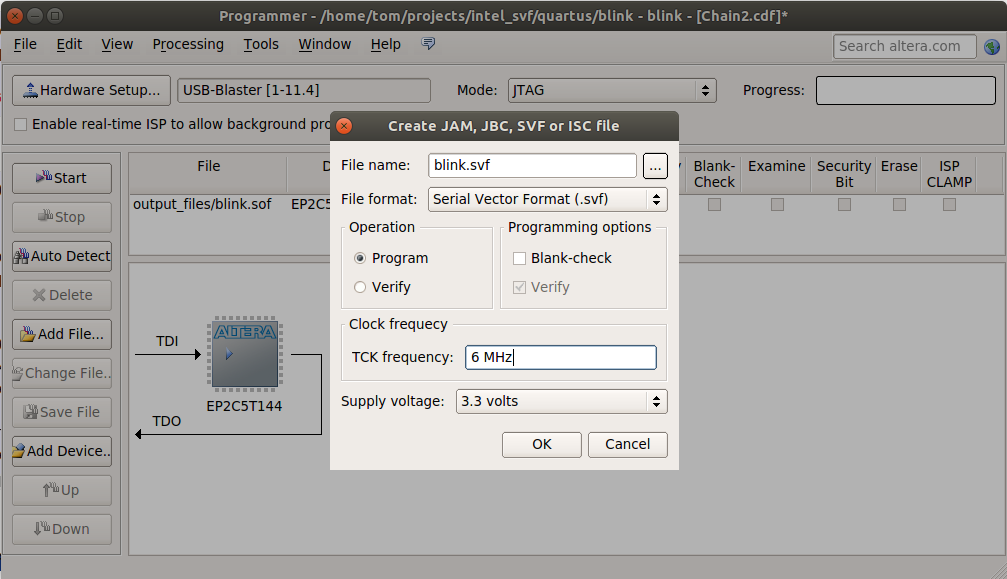 Programmer - /home/tom/projects/intel_svf/quartus/blink - blink - [Chain2.cdf]*
File Edit View Processing Tools Window Help Search altera.com
Hardware Setup... USB-Blaster [1-11.4] Mode: JTAG Progress:
Enable real-time ISP to allow background
Create JAM, JBC, SVF or ISC file
File name: blink.svf ...
File format: Serial Vector Format (.svf)
Operation Programming options
Program Blank-check
Verify Verify
Clock frequecy
TCK frequency: 6 MHz
Supply voltage: 3.3 volts
OK Cancel
Start
Stop
Auto Detect
Delete
Add File...
Change File..
Save File
Add Device..
Up
Down
File Blank-
Check Examine Security
Bit Erase ISP
CLAMP
output_files/blink.sof EP2C5
TDI
ALTERA
EP2C5T144
TDO